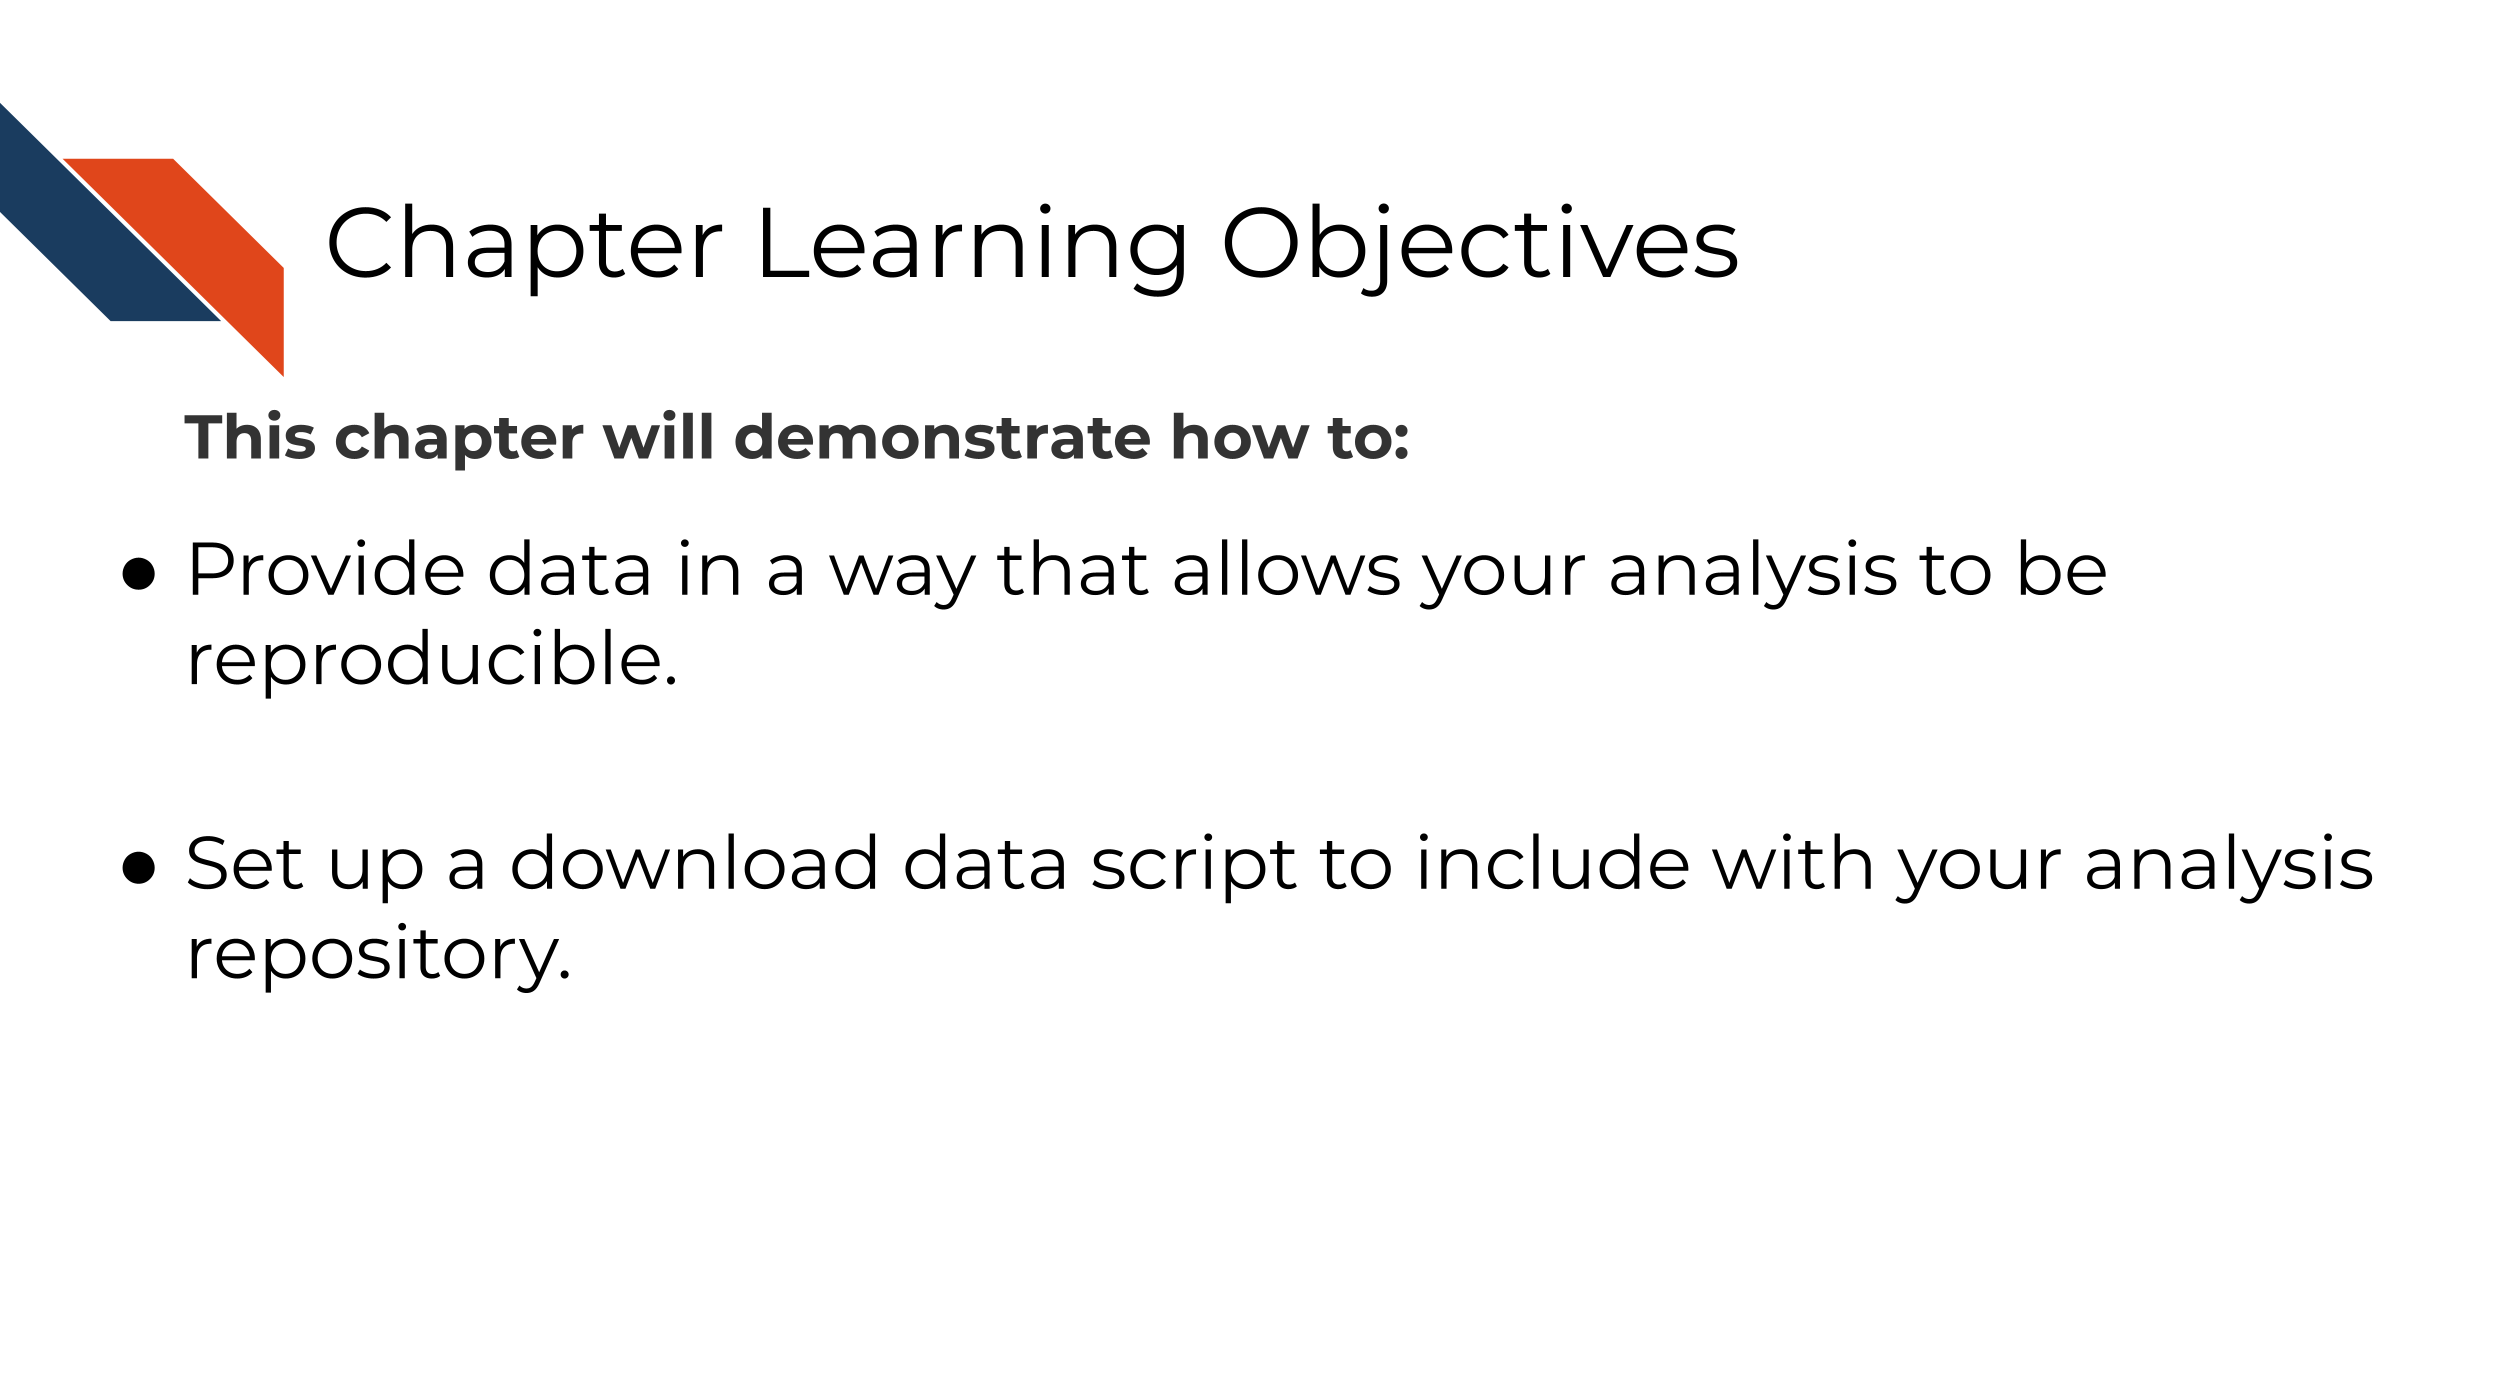 Chapter Learning Objectives
This chapter will demonstrate how to:
● Provide data in a way that allows your analysis to be
reproducible.
● Set up a download data script to include with your analysis
repository.